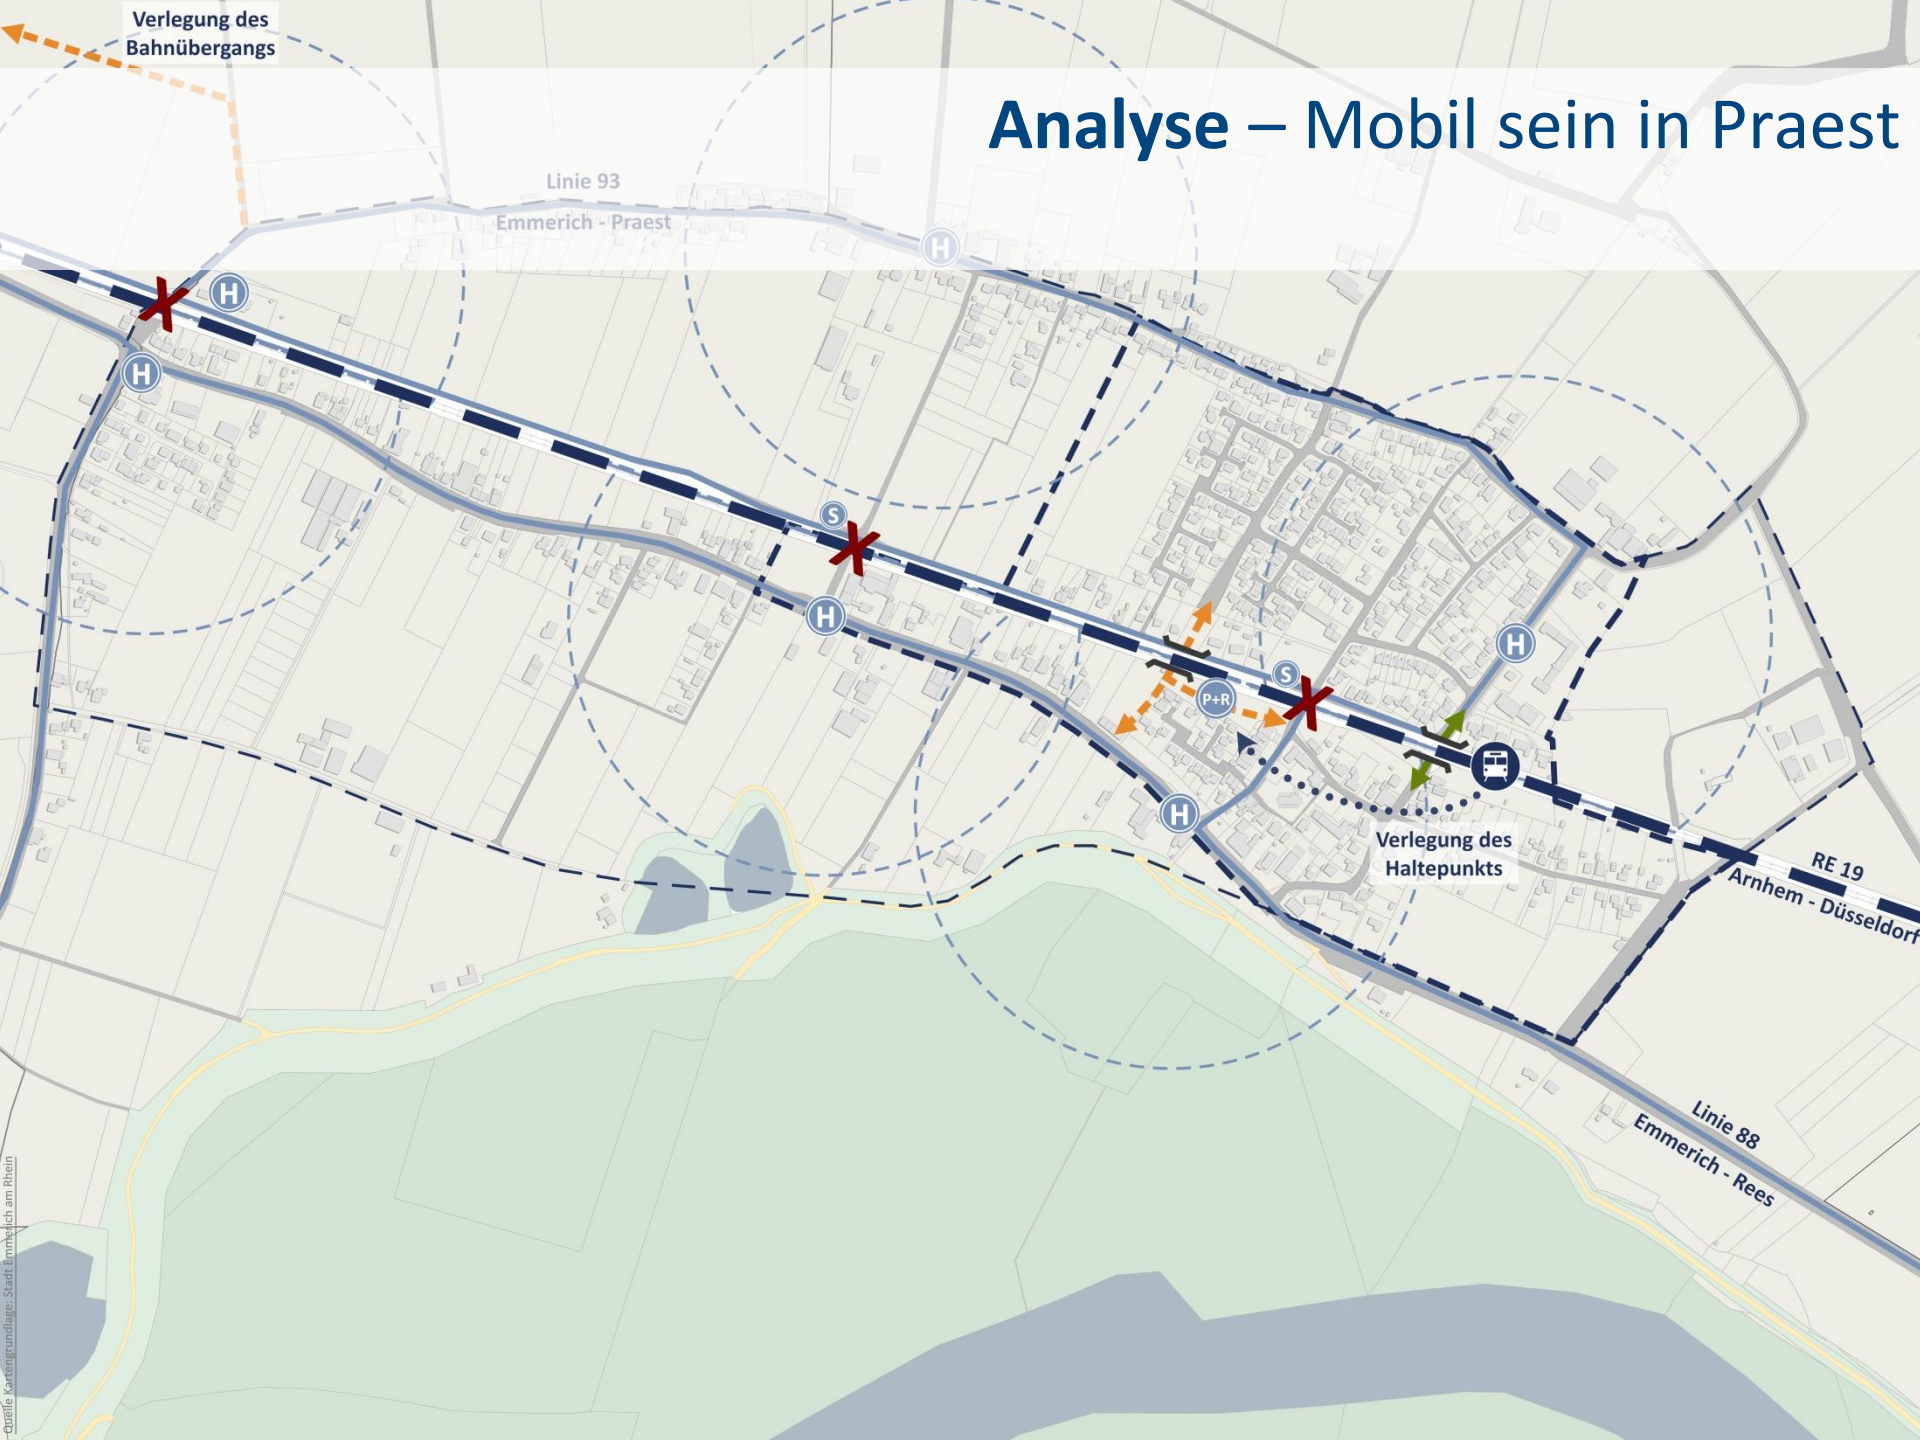 Verlegung des
Bahnübergangs
Analyse – Mobil sein in Praest
Linie 93
Emmerich - Praest
H
H
H
S
H
H
S
P+R
H
Verlegung des
Haltepunkts
RE 19
Arnhem - Düsseldorf
Linie 88
Emmerich - Rees
Quelle Kartengrundlage: Stadt Emmerich am Rhein